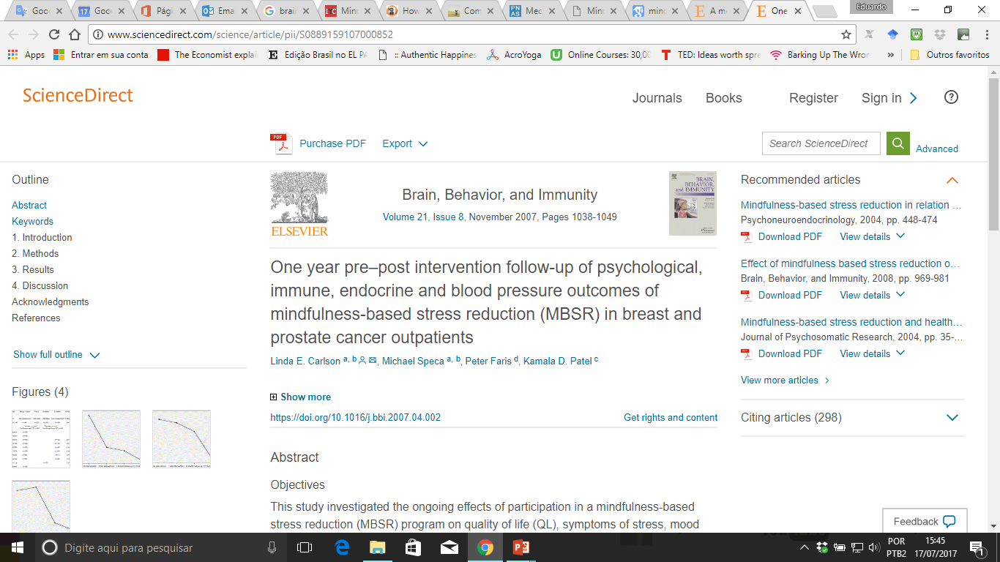 Goo
Goo
Pági
Ema
brain
Mind
How
Com
Mec
Mind
mind
A m
One
Eduardo
www.sciencedirect.com/science/article/pii/S0889159107000852
Apps
Entrar em sua conta
The Economist explai
Edição Brasil no EL PA
:: Authentic Happines
AcroYoga
Online Courses: 30,00
TED: Ideas worth spre
Barking Up The Wron
»
Outros favoritos
ScienceDirect
Journals
Books
Register
Sign in
PDF
Purchase PDF
Export
Search ScienceDirect
Advanced
Outline
Abstract
Keywords
1. Introduction
2. Methods
3. Results
4. Discussion
Acknowledgments
References
Show full outline
Figures (4)
ELSEVIER
Brain, Behavior, and Immunity
Volume 21, Issue 8, November 2007, Pages 1038-1049
BRAIN,
BEHAVIOR,
and IMMUNITY
One year pre–post intervention follow-up of psychological,
immune, endocrine and blood pressure outcomes of
mindfulness-based stress reduction (MBSR) in breast and
prostate cancer outpatients
Linda E. Carlson a, b, Michael Speca a, b, Peter Faris d, Kamala D. Patel c
Show more
https://doi.org/10.1016/j.bbi.2007.04.002
Get rights and content
Abstract
Objectives
This study investigated the ongoing effects of participation in a mindfulness-based
stress reduction (MBSR) program on quality of life (QL), symptoms of stress, mood
Recommended articles
Mindfulness-based stress reduction in relation ...
Psychoneuroendocrinology, 2004, pp. 448-474
Download PDF
View details
Effect of mindfulness based stress reduction o...
Brain, Behavior, and Immunity, 2008, pp. 969-981
Download PDF
View details
Mindfulness-based stress reduction and health...
Journal of Psychosomatic Research, 2004, pp. 35-...
Download PDF
View details
View more articles
Citing articles (298)
Feedback
Digite aqui para pesquisar
POR
PTB2
15:45
17/07/2017
1